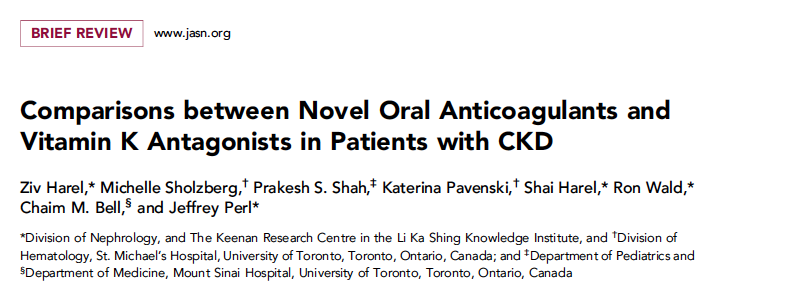 BRIEF REVIEW www.jasn.org
Comparisons between Novel Oral Anticoagulants and
Vitamin K Antagonists in Patients with CKD
Ziv Harel,* Michelle Sholzberg,† Prakesh S. Shah,‡ Katerina Pavenski,† Shai Harel,* Ron Wald,*
Chaim M. Bell,§ and Jeffrey Perl*
*Division of Nephrology, and The Keenan Research Centre in the Li Ka Shing Knowledge Institute, and †Division of
Hematology, St. Michael’s Hospital, University of Toronto, Toronto, Ontario, Canada; and ‡Department of Pediatrics and
§Department of Medicine, Mount Sinai Hospital, University of Toronto, Toronto, Ontario, Canada